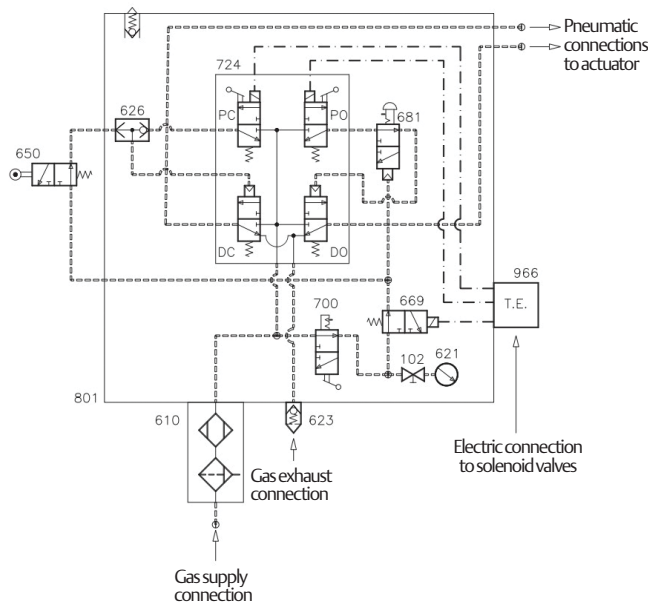 Pneumatic
connections
to actuator
724
PC
PO
626
681
650
DC
DO
966
T.E.
700
669
102
621
801
610
623
Electric connection
to solenoid valves
Gas exhaust
connection
Gas supply
connection